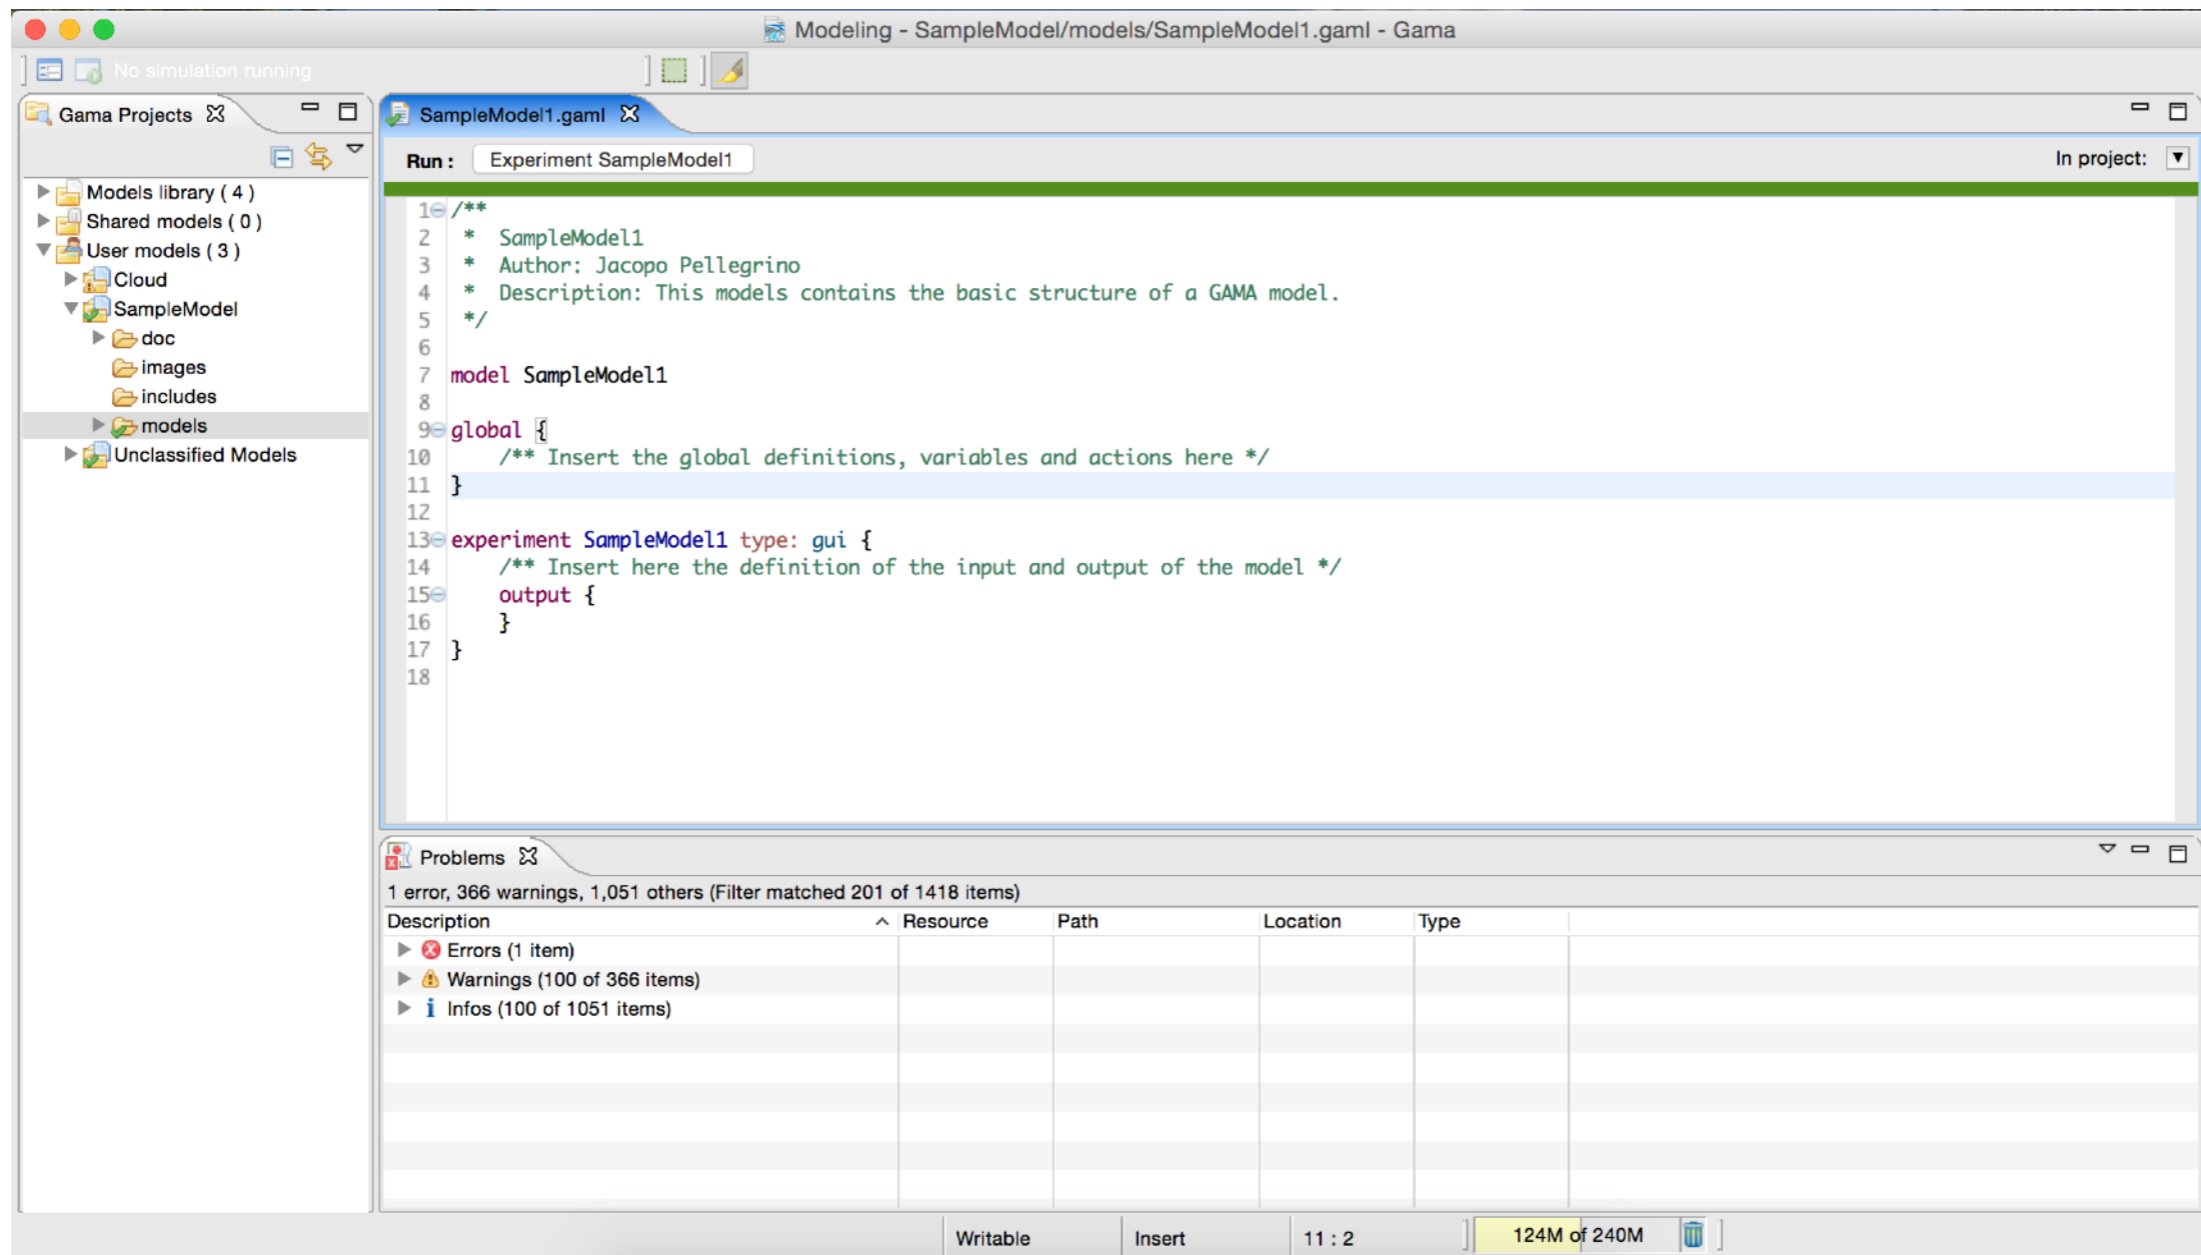 Modeling - SampleModel/models/SampleModel1.gaml - Gama
No simulation running
Gama Projects
Models library ( 4 )
Shared models ( 0 )
User models ( 3 )
Cloud
SampleModel
doc
images
includes
models
Unclassified Models
SampleModel1.gaml
Run : Experiment SampleModel1 In project:
1 /**
2  *  SampleModel1
3  *  Author: Jacopo Pellegrino
4  *  Description: This models contains the basic structure of a GAMA model.
5  */
6
7 model SampleModel1
8
9 global {
10     /** Insert the global definitions, variables and actions here */
11 }
12
13 experiment SampleModel1 type: gui {
14     /** Insert here the definition of the input and output of the model */
15     output {
16     }
17 }
18
Problems
1 error, 366 warnings, 1,051 others (Filter matched 201 of 1418 items)
Description Resource Path Location Type
Errors (1 item)
Warnings (100 of 366 items)
Infos (100 of 1051 items)
Writable Insert 11 : 2 124M of 240M